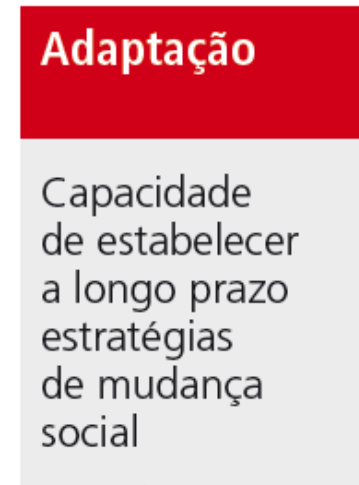 Adaptação
Capacidade
de estabelecer
a longo prazo
estratégias
de mudança
social